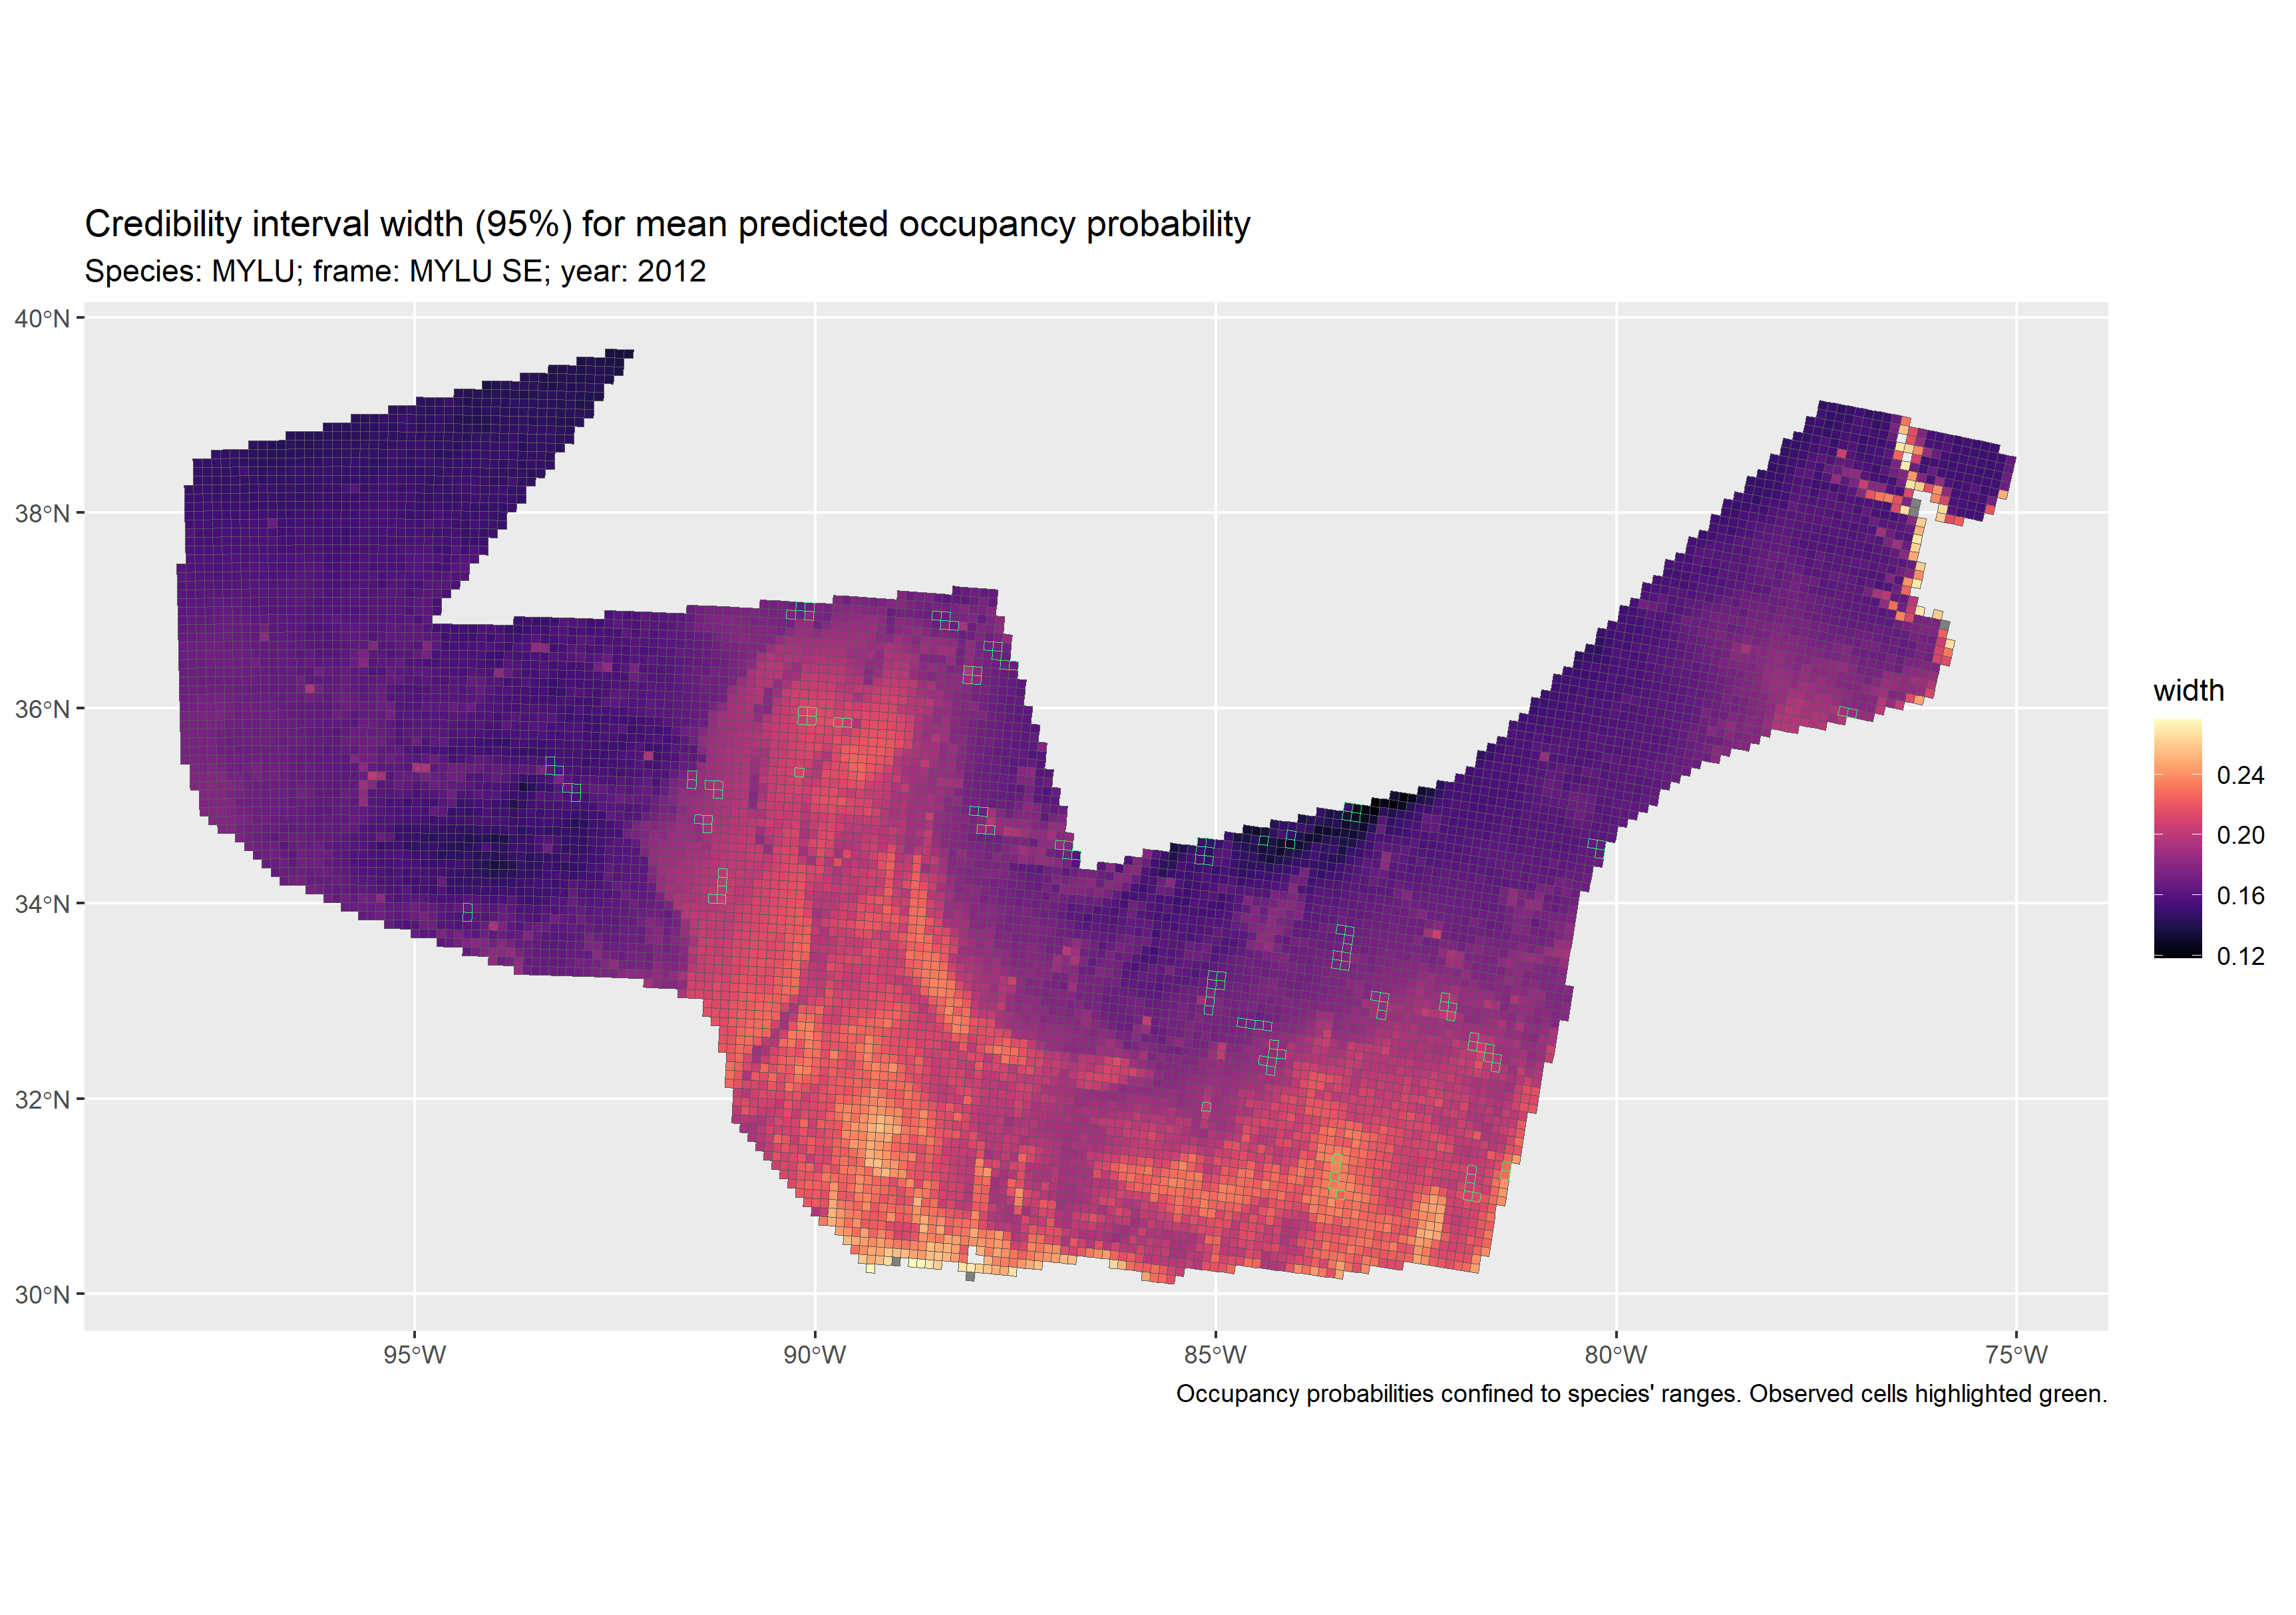 Credibility interval width (95%) for mean predicted occupancy probability
Species: MYLU; frame: MYLU SE; year: 2012
40°N
38°N
36°N
34°N
32°N
30°N
95°W
90°W
85°W
80°W
75°W
width
0.24
0.20
0.16
0.12
Occupancy probabilities confined to species' ranges. Observed cells highlighted green.